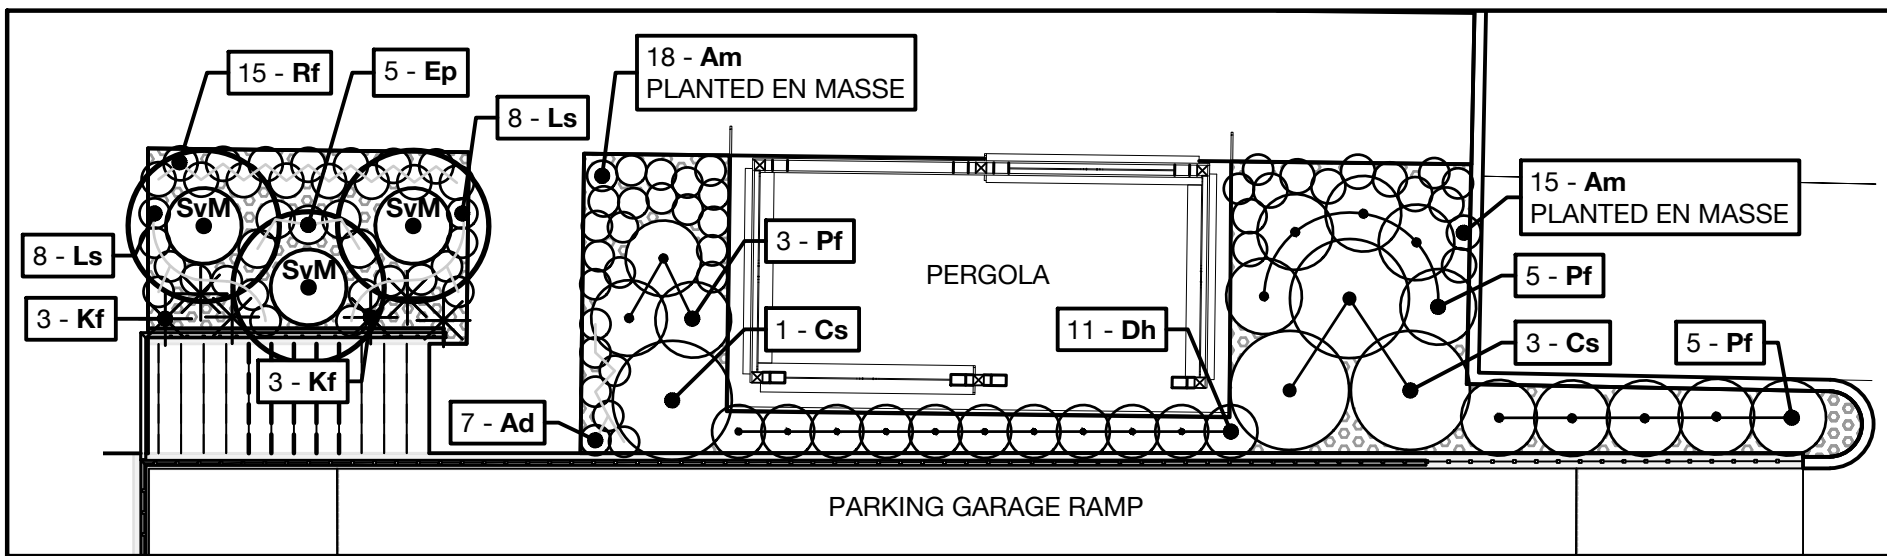 15 - Rf
5 - Ep
18 - Am
PLANTED EN MASSE
8 - Ls
15 - Am
PLANTED EN MASSE
SvM
SvM
SvM
8 - Ls
3 - Pf
PERGOLA
5 - Pf
3 - Kf
1 - Cs
11 - Dh
3 - Cs
5 - Pf
3 - Kf
7 - Ad
PARKING GARAGE RAMP